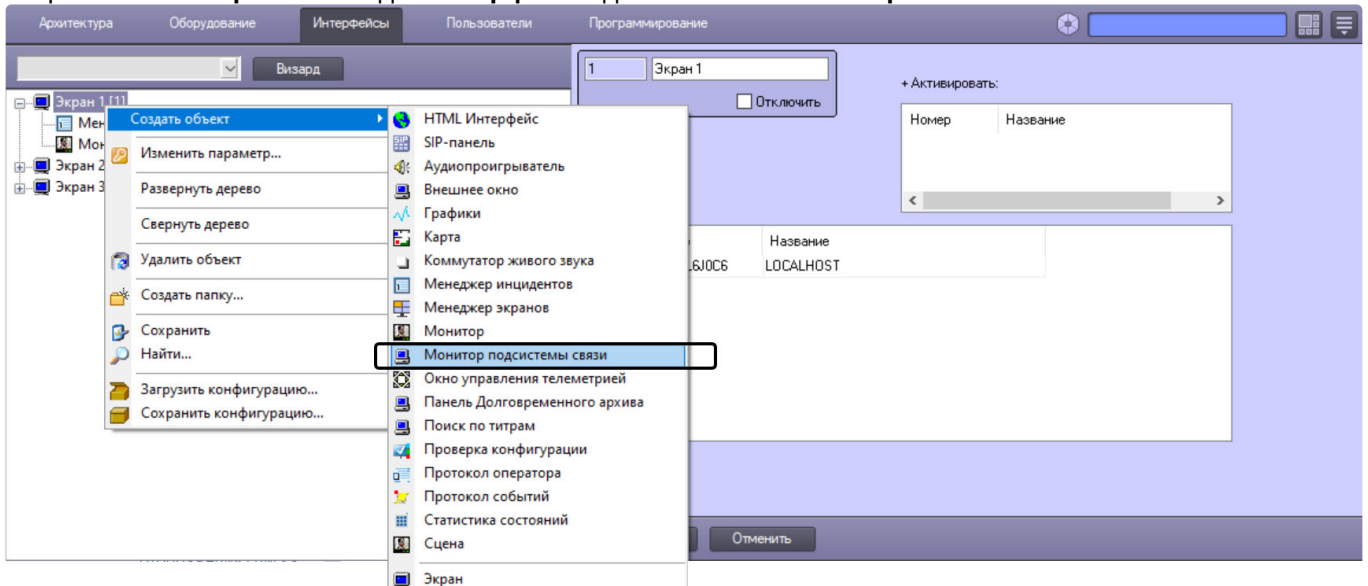 Архитектура Оборудование Интерфейсы Пользователи Программирование
Визард
1 Экран 1
Отключить
+ Активировать:
Номер Название
Экран 1 [1]
Экран 2
Экран 3
Создать объект
Изменить параметр...
Развернуть дерево
Свернуть дерево
Удалить объект
Создать папку...
Сохранить
Найти...
Загрузить конфигурацию...
Сохранить конфигурацию...
HTML Интерфейс
SIP-панель
Аудиопроигрыватель
Внешнее окно
Графики
Карта
Коммутатор живого звука
Менеджер инцидентов
Менеджер экранов
Монитор
Монитор подсистемы связи
Окно управления телеметрией
Панель Долговременного архива
Поиск по титрам
Проверка конфигурации
Протокол оператора
Протокол событий
Статистика состояний
Сцена
Экран
Название
LOCALHOST
Отменить